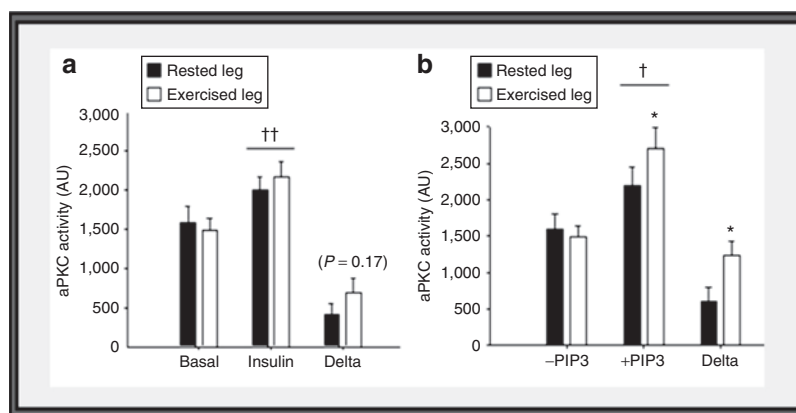 a
Rested leg
Exercised leg
aPKC activity (AU)
3,000
2,500
2,000
1,500
1,000
500
0
††
(P = 0.17)
Basal Insulin Delta
b
Rested leg
Exercised leg
aPKC activity (AU)
3,000
2,500
2,000
1,500
1,000
500
0
†
*
*
−PIP3 +PIP3 Delta